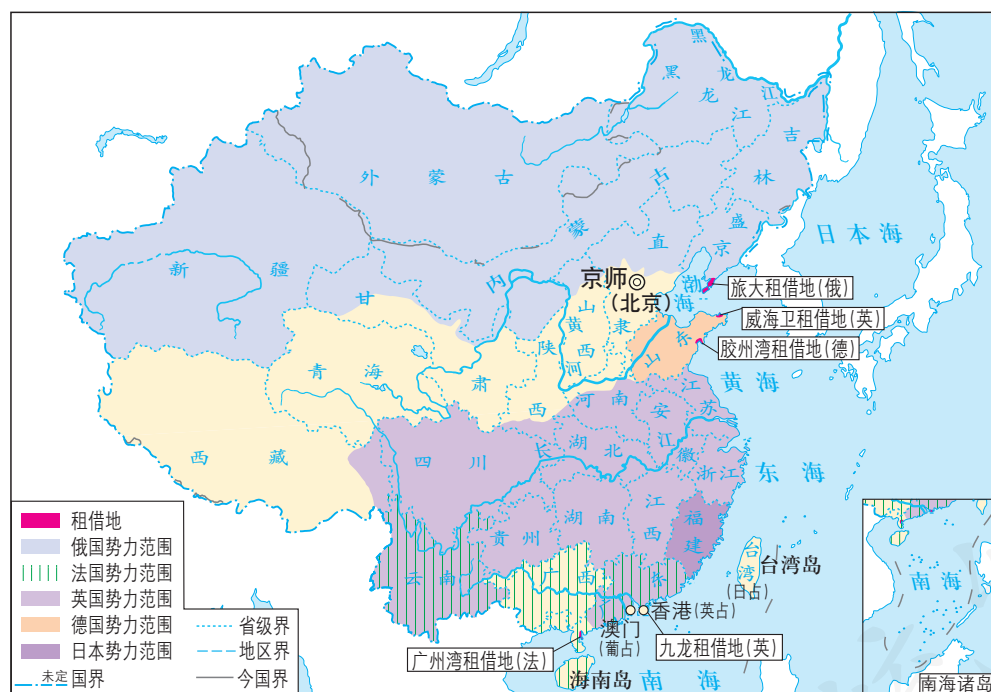 黑龙江
黑龙江
吉林
外蒙古
内蒙古
盛京
直隶
日本海
新疆
甘肃
京师
(北京)
渤海
旅大租借地(俄)
威海卫租借地(英)
胶州湾租借地(德)
山西
黄河
陕西
山东
黄海
青海
河南
江苏
安徽
西藏
四川
长江
湖北
浙江
东海
贵州
湖南
江西
福建
云南
广西
广东
台湾
台湾岛
(日占)
香港(英占)
澳门
(葡占)
九龙租借地(英)
广州湾租借地(法)
海南岛
南海
南海
南海诸岛
租借地
俄国势力范围
法国势力范围
英国势力范围
德国势力范围
日本势力范围
省级界
地区界
未定 国界
今国界